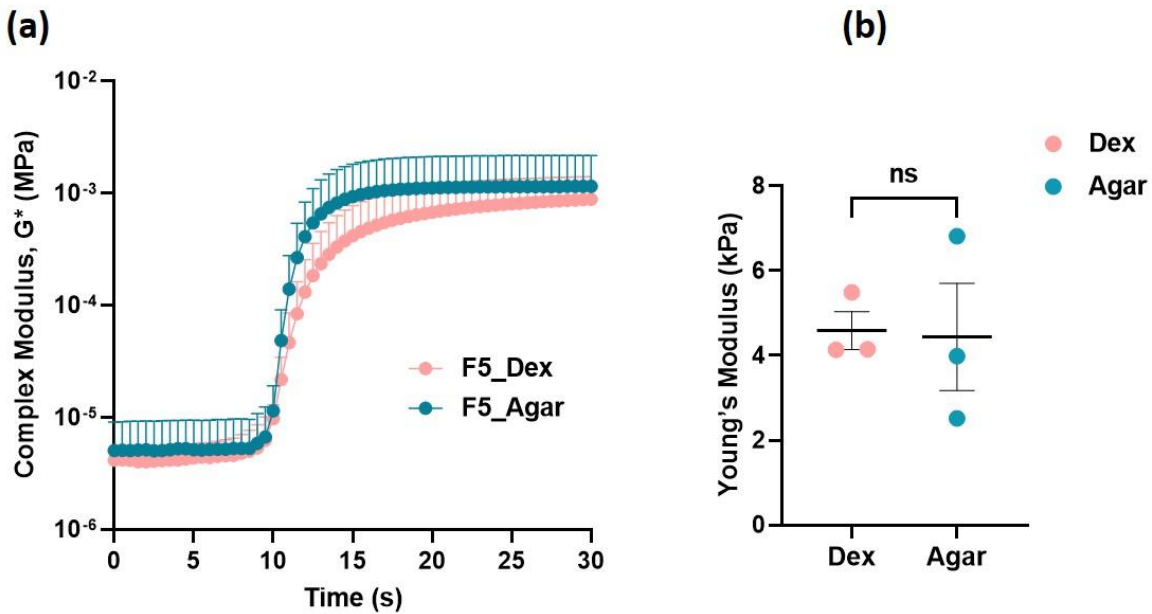 (a)
Complex Modulus, G* (MPa)
10⁻²
10⁻³
10⁻⁴
10⁻⁵
10⁻⁶
F5_Dex
F5_Agar
0 5 10 15 20 25 30
Time (s)
(b)
Dex
Agar
ns
Young's Modulus (kPa)
8
6
4
2
0
Dex Agar